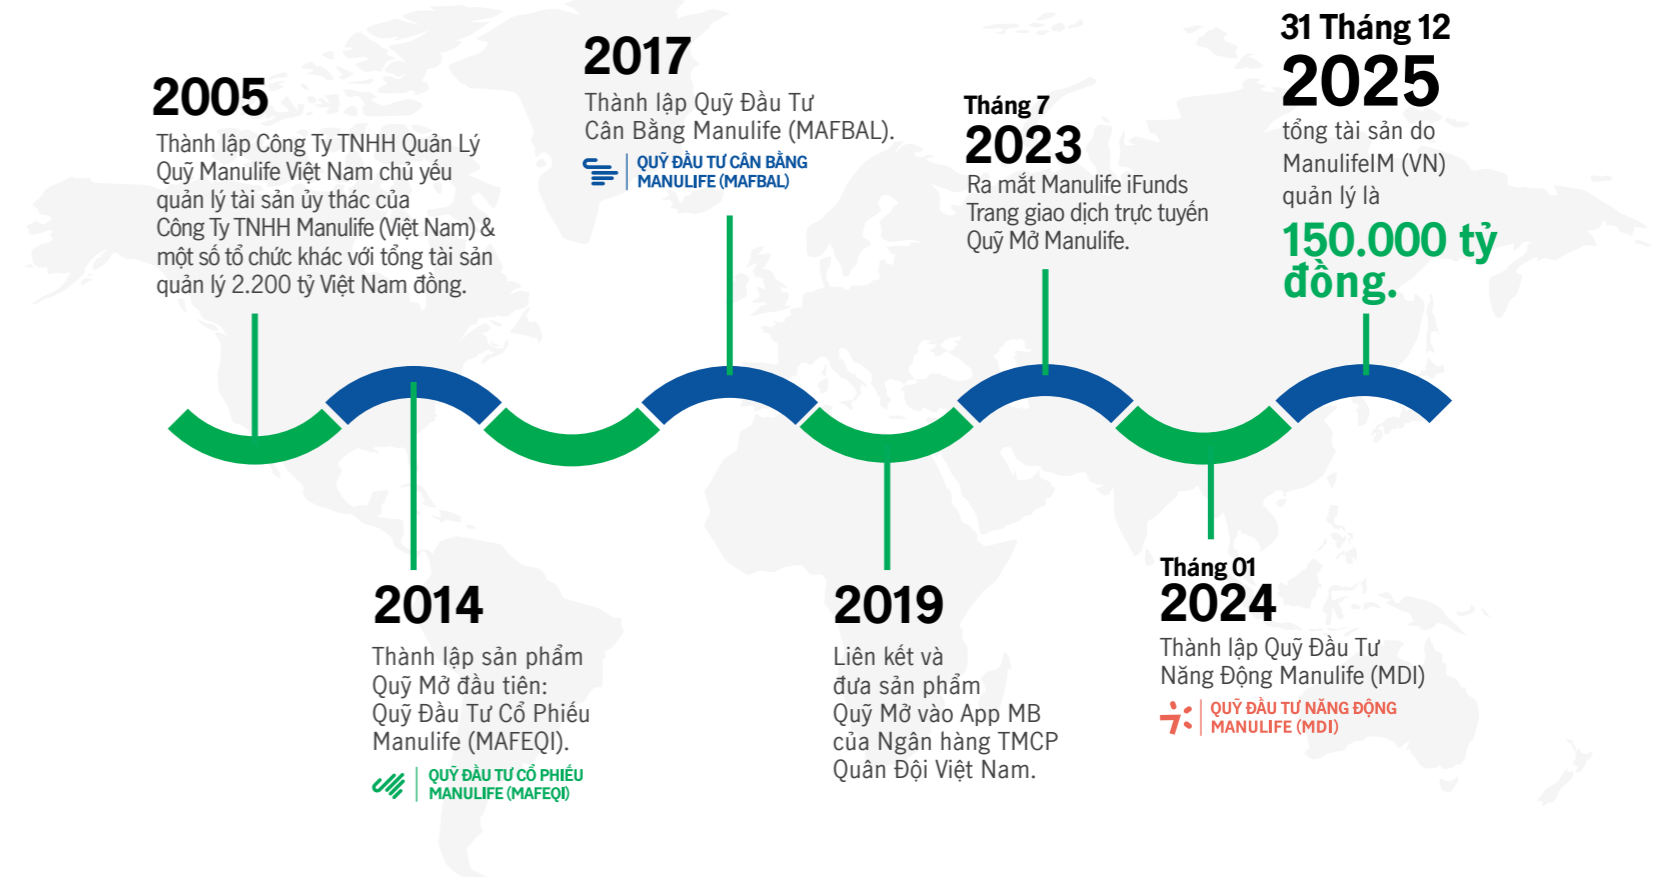 2005
Thành lập Công Ty TNHH Quản Lý
Quỹ Manulife Việt Nam chủ yếu
quản lý tài sản ủy thác của
Công Ty TNHH Manulife (Việt Nam) &
một số tổ chức khác với tổng tài sản
quản lý 2.200 tỷ Việt Nam đồng.
2014
Thành lập sản phẩm
Quỹ Mở đầu tiên:
Quỹ Đầu Tư Cổ Phiếu
Manulife (MAFEQI).
QUỸ ĐẦU TƯ CỔ PHIẾU
MANULIFE (MAFEQI)
2017
Thành lập Quỹ Đầu Tư
Cân Bằng Manulife (MAFBAL).
QUỸ ĐẦU TƯ CÂN BẰNG
MANULIFE (MAFBAL)
2019
Liên kết và
đưa sản phẩm
Quỹ Mở vào App MB
của Ngân hàng TMCP
Quân Đội Việt Nam.
Tháng 7
2023
Ra mắt Manulife iFunds
Trang giao dịch trực tuyến
Quỹ Mở Manulife.
Tháng 01
2024
Thành lập Quỹ Đầu Tư
Năng Động Manulife (MDI)
QUỸ ĐẦU TƯ NĂNG ĐỘNG
MANULIFE (MDI)
31 Tháng 12
2025
tổng tài sản do
ManulifeIM (VN)
quản lý là
150.000 tỷ
đồng.